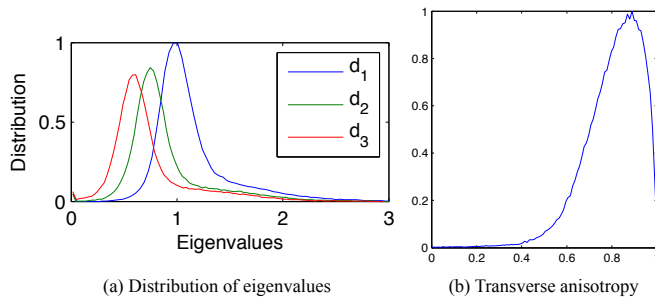 1
0.5
0
0
1
2
3
Distribution
Eigenvalues
d1
d2
d3
(a) Distribution of eigenvalues
1
0.8
0.6
0.4
0.2
0
0
0.2
0.4
0.6
0.8
(b) Transverse anisotropy